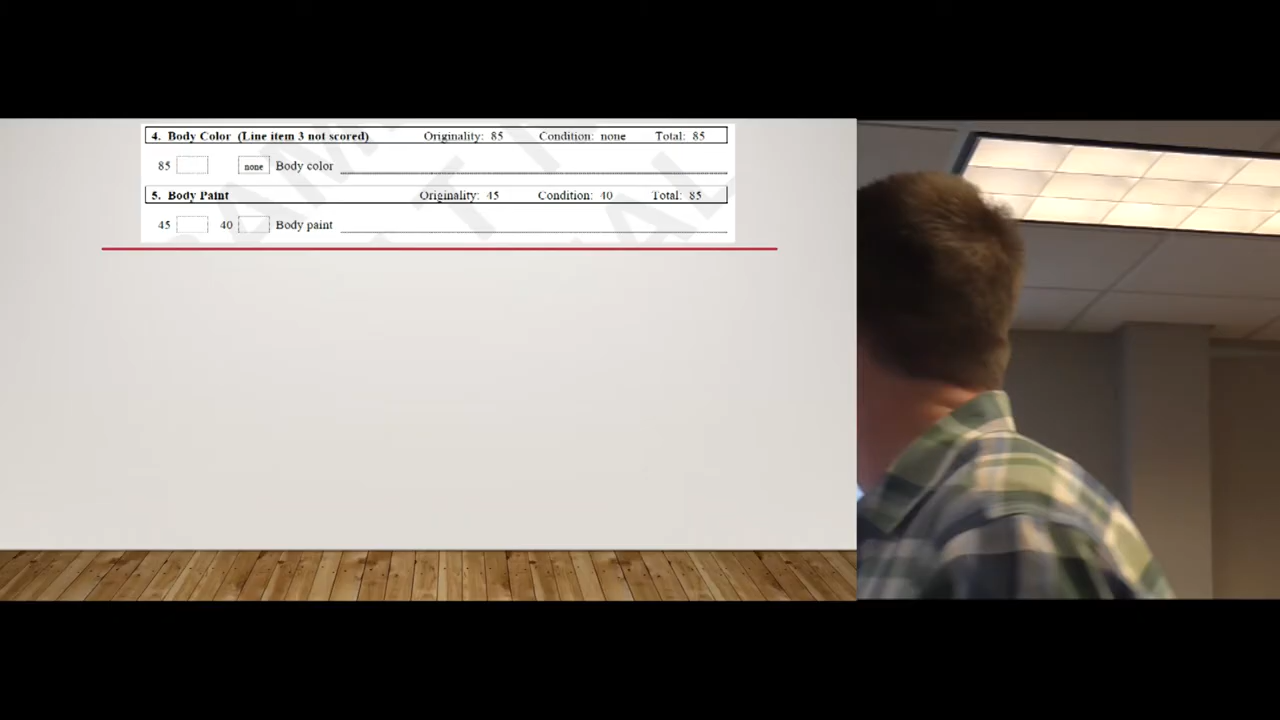 4. Body Color (Line item 3 not scored) Originality: 85 Condition: none Total: 85
85 none Body color
5. Body Paint Originality: 45 Condition: 40 Total: 85
45 40 Body paint